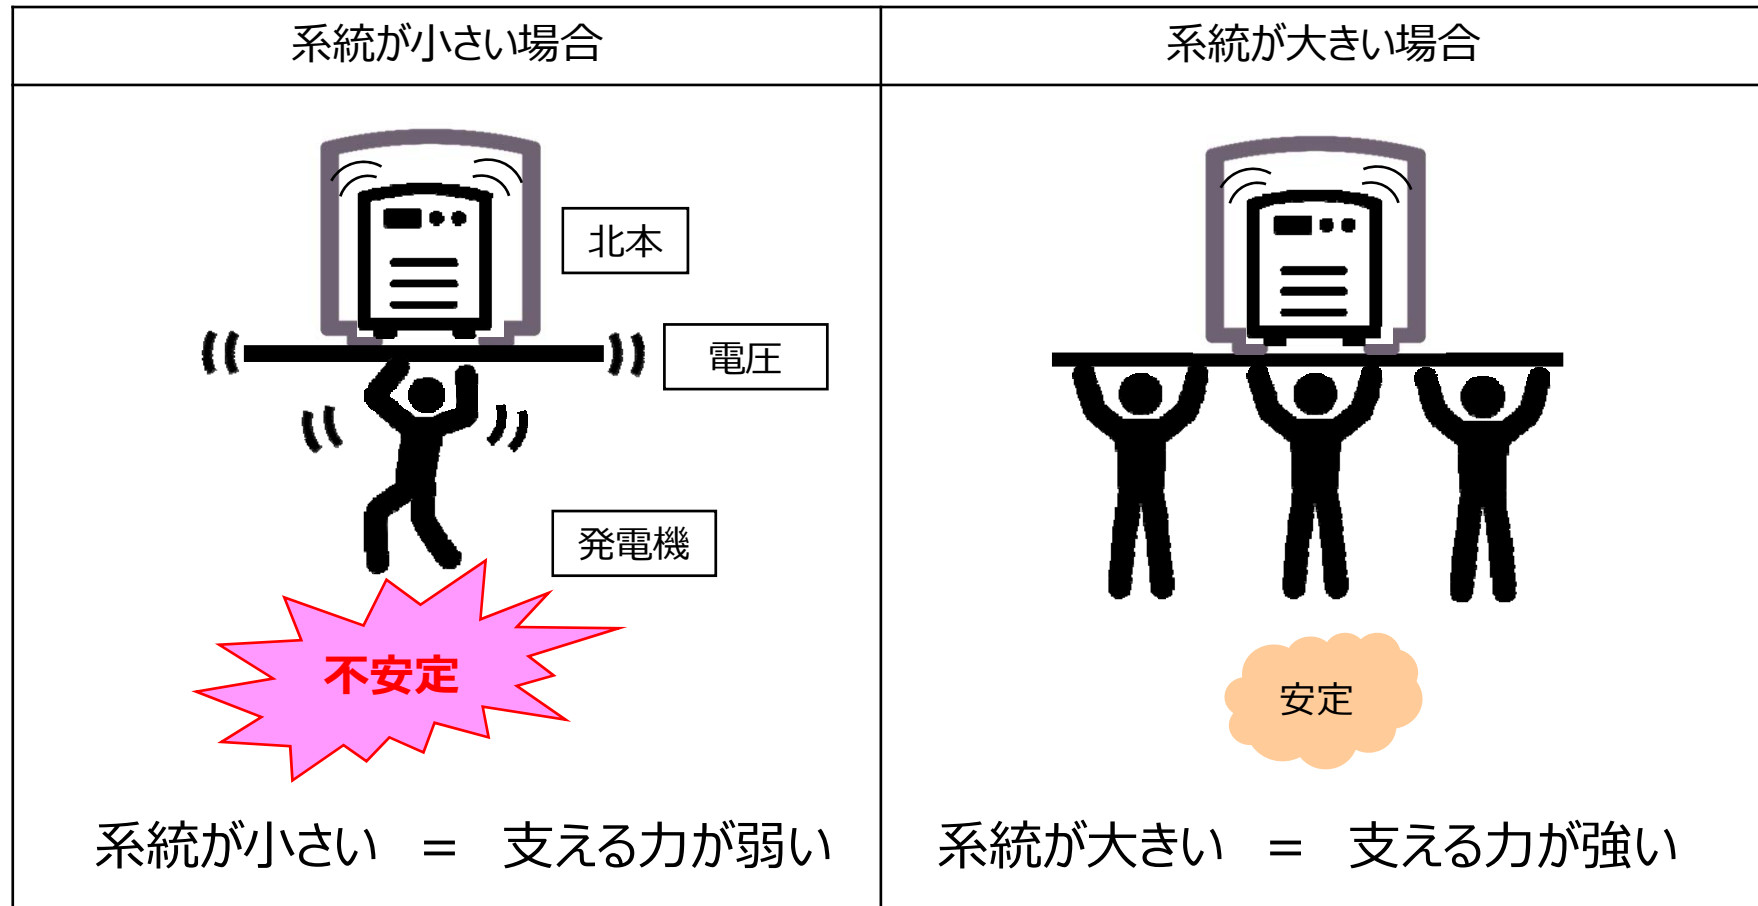 系統が小さい場合
系統が大きい場合
北本
電圧
発電機
不安定
安定
系統が小さい = 支える力が弱い
系統が大きい = 支える力が強い